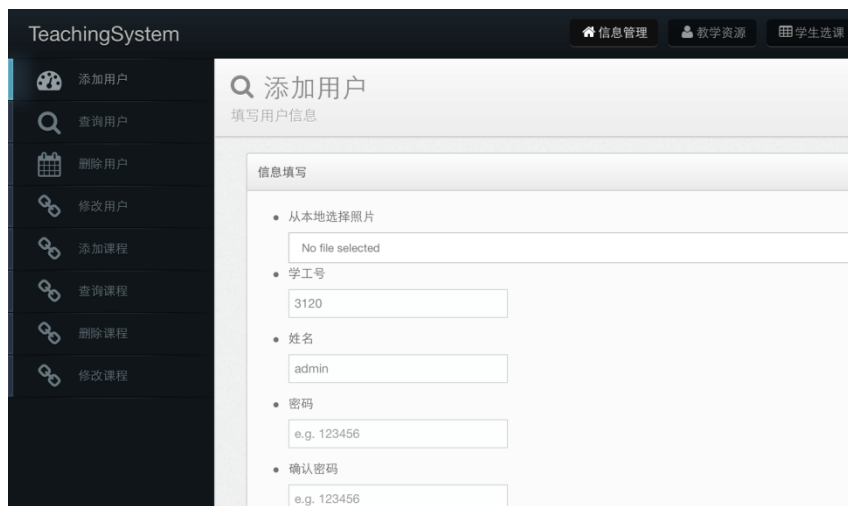 TeachingSystem
信息管理
教学资源
学生选课
添加用户
查询用户
删除用户
修改用户
添加课程
查询课程
删除课程
修改课程
添加用户
填写用户信息
信息填写
从本地选择照片
No file selected
学工号
3120
姓名
admin
密码
e.g. 123456
确认密码
e.g. 123456